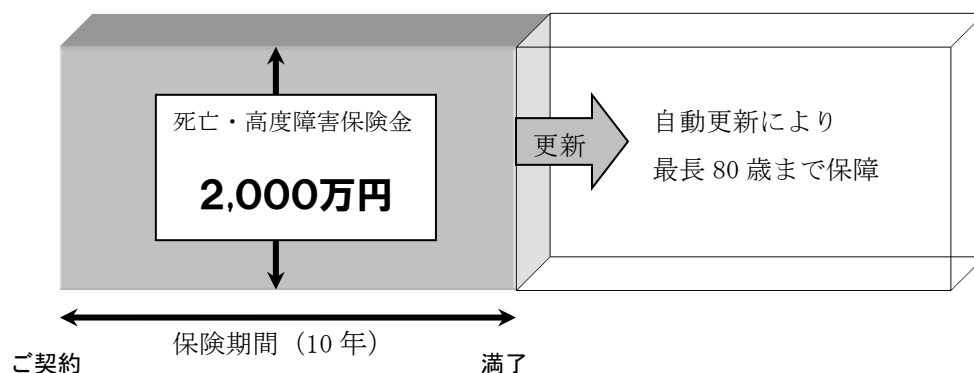 死亡・高度障害保険金
2,000万円
更新
自動更新により
最長 80 歳まで保障
保険期間（10 年）
ご契約
満了